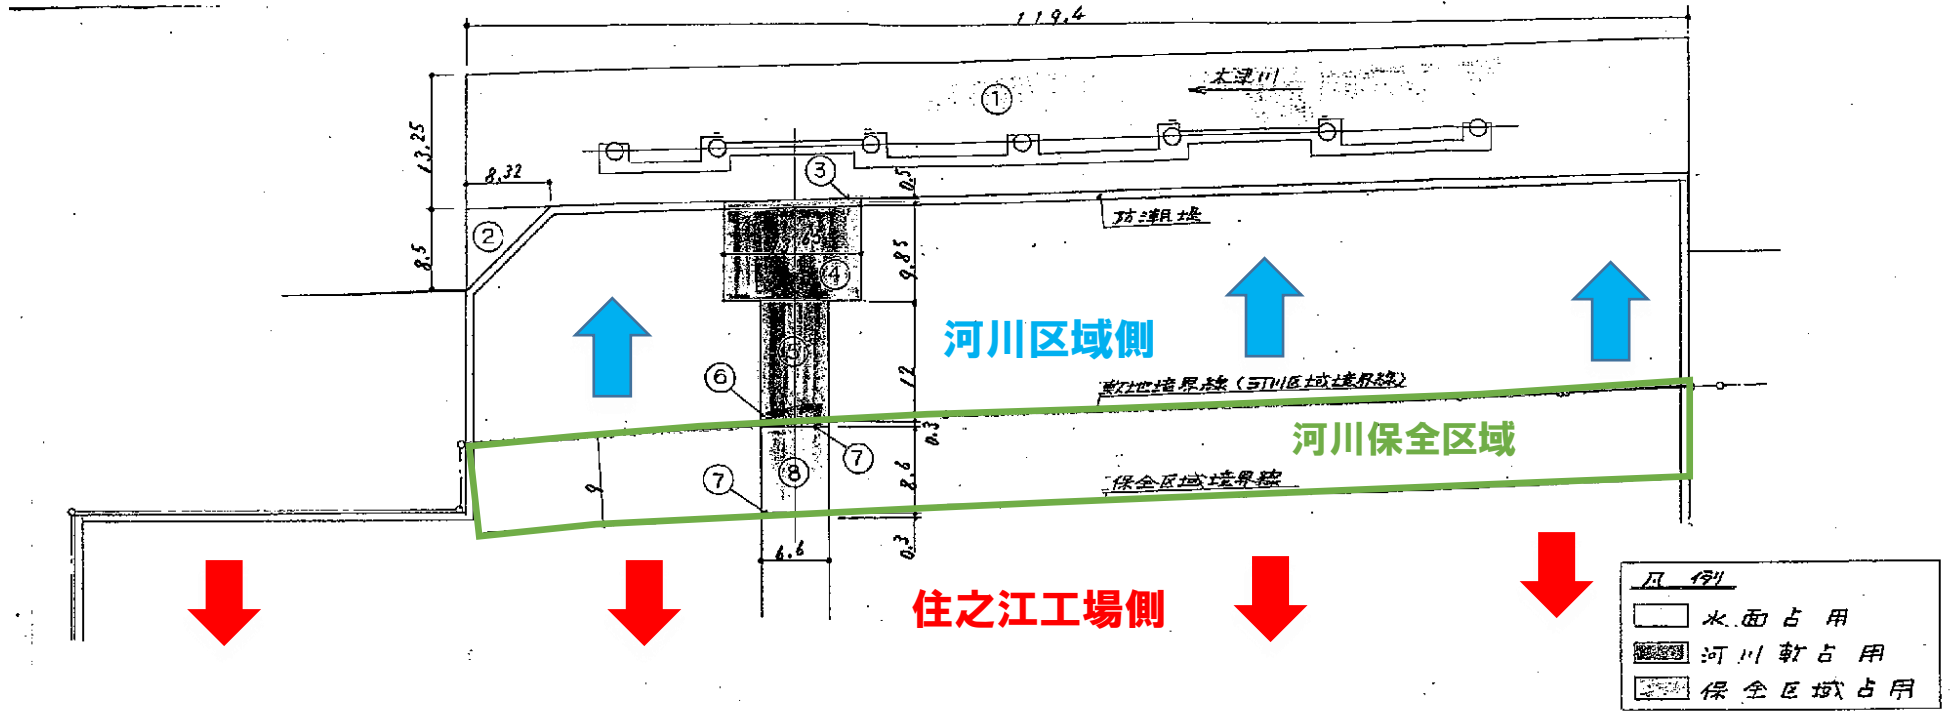 119.4
木津川
①
13.25
8.32
③
0.5
防潮堤
②
8.5
④
9.85
河川区域側
⑤
12
⑥
敷地境界線(河川区域境界線)
0.3
河川保全区域
⑦
⑧
⑦
9
8.6
保全区域境界線
0.3
6.6
住之江工場側
凡例
水面占用
河川敷占用
保全区域占用